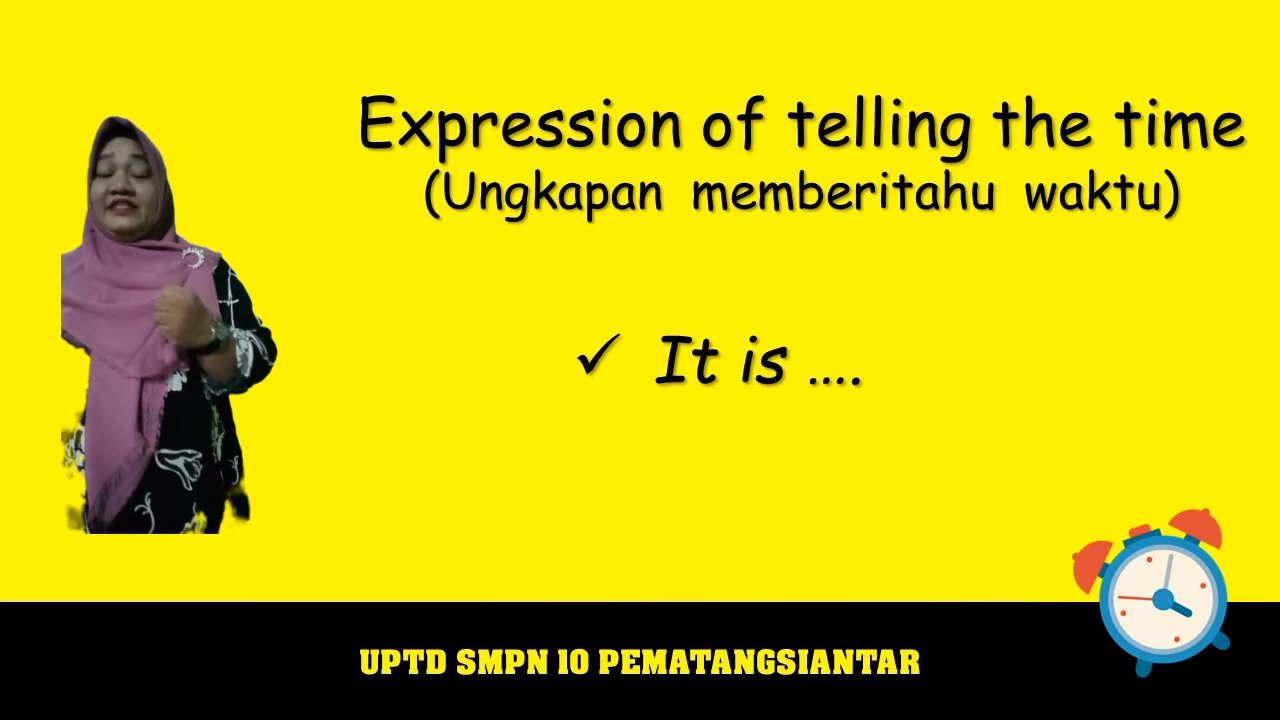 Expression of telling the time
(Ungkapan memberitahu waktu)
✓ It is ....
UPTD SMPN 10 PEMATANGSIANTAR